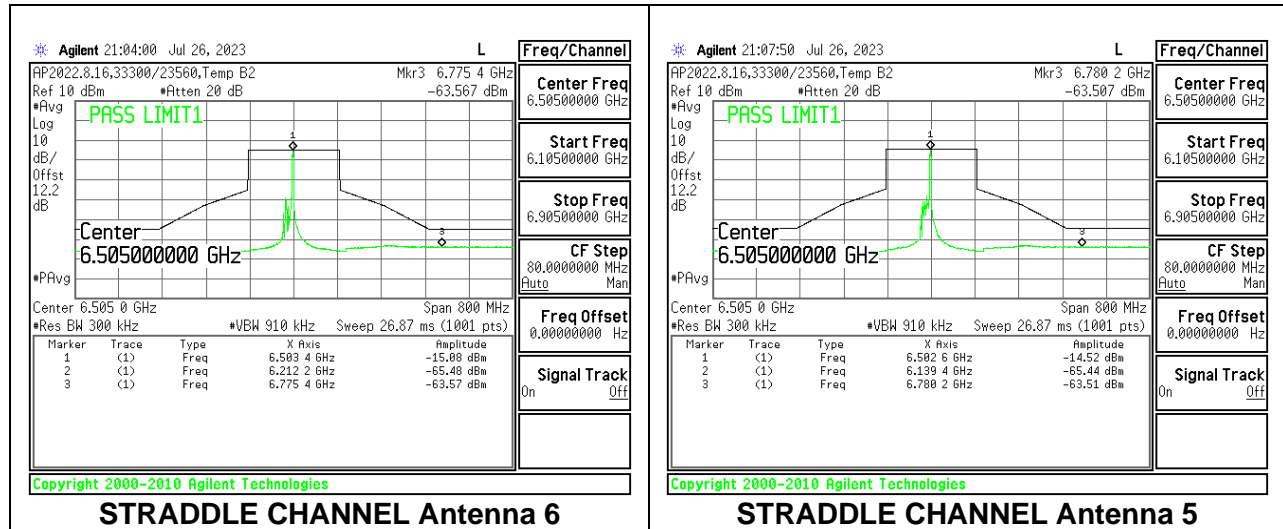 Agilent 21:04:00 Jul 26, 2023 L
Freq/Channel
AP2022.8.16,33300/23560,Temp B2 Mkr3 6.775 4 GHz
Ref 10 dBm #Atten 20 dB -63.567 dBm
#Avg
Log
10
dB/
Offst
12.2
dB
#PAvg
PASS LIMIT1
1
3
Center
6.505000000 GHz
Center 6.505 0 GHz Span 800 MHz
#Res BW 300 kHz #VBW 910 kHz Sweep 26.87 ms (1001 pts)
Marker Trace Type X Axis Amplitude
1 (1) Freq 6.503 4 GHz -15.08 dBm
2 (1) Freq 6.212 2 GHz -65.48 dBm
3 (1) Freq 6.775 4 GHz -63.57 dBm
Center Freq
6.50500000 GHz
Start Freq
6.10500000 GHz
Stop Freq
6.90500000 GHz
CF Step
80.0000000 MHz
Auto Man
Freq Offset
0.00000000 Hz
Signal Track
On Off
Copyright 2000-2010 Agilent Technologies
STRADDLE CHANNEL Antenna 6
Agilent 21:07:50 Jul 26, 2023 L
Freq/Channel
AP2022.8.16,33300/23560,Temp B2 Mkr3 6.780 2 GHz
Ref 10 dBm #Atten 20 dB -63.507 dBm
#Avg
Log
10
dB/
Offst
12.2
dB
#PAvg
PASS LIMIT1
1
3
Center
6.505000000 GHz
Center 6.505 0 GHz Span 800 MHz
#Res BW 300 kHz #VBW 910 kHz Sweep 26.87 ms (1001 pts)
Marker Trace Type X Axis Amplitude
1 (1) Freq 6.502 6 GHz -14.52 dBm
2 (1) Freq 6.139 4 GHz -65.44 dBm
3 (1) Freq 6.780 2 GHz -63.51 dBm
Center Freq
6.50500000 GHz
Start Freq
6.10500000 GHz
Stop Freq
6.90500000 GHz
CF Step
80.0000000 MHz
Auto Man
Freq Offset
0.00000000 Hz
Signal Track
On Off
Copyright 2000-2010 Agilent Technologies
STRADDLE CHANNEL Antenna 5